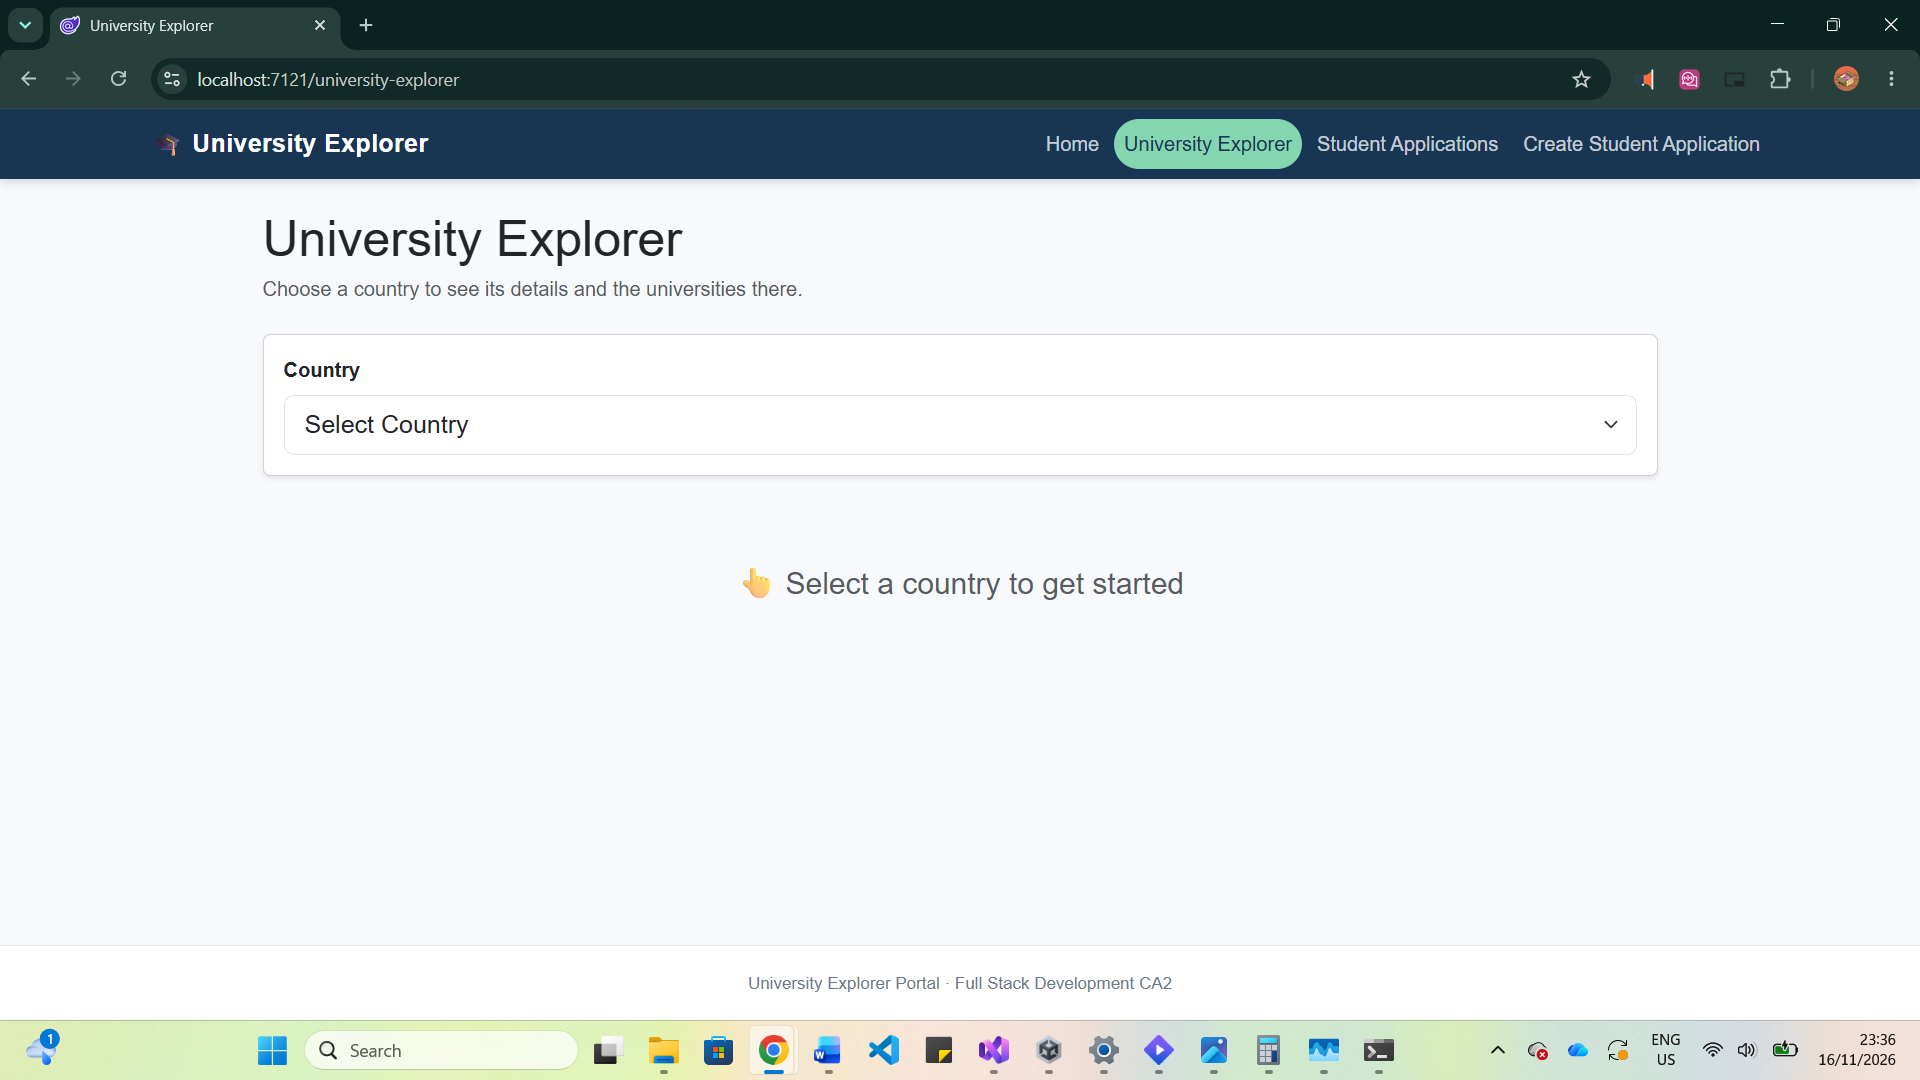 University Explorer
localhost:7121/university-explorer
University Explorer
Home University Explorer Student Applications Create Student Application
University Explorer
Choose a country to see its details and the universities there.
Country
Select Country
👆 Select a country to get started
University Explorer Portal · Full Stack Development CA2
1
Search
W
ENG
US
23:36
16/11/2026